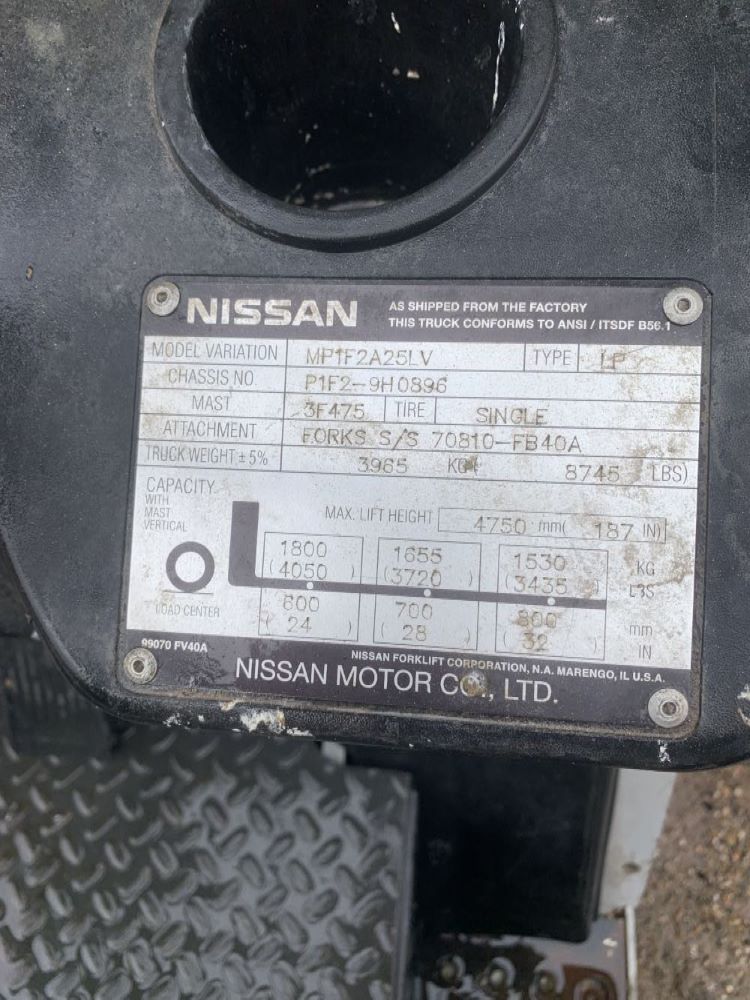 NISSAN AS SHIPPED FROM THE FACTORY
THIS TRUCK CONFORMS TO ANSI / ITSDF B56.1
MODEL VARIATION MP1F2A25LV TYPE LP
CHASSIS NO. P1F2-9H0896
MAST 3F475 TIRE SINGLE
ATTACHMENT FORKS S/S 70810-FB40A
TRUCK WEIGHT ± 5% 3965 KG ( 8745 LBS)
CAPACITY
WITH
MAST
VERTICAL
MAX. LIFT HEIGHT 4750 mm( 187 IN)
1800 1655 1530 KG
(4050) (3720) (3435) LBS
LOAD CENTER 600 700 800 mm
( 24 ) ( 28 ) ( 32 ) IN
99070 FV40A
NISSAN FORKLIFT CORPORATION, N.A. MARENGO, IL U.S.A.
NISSAN MOTOR CO., LTD.